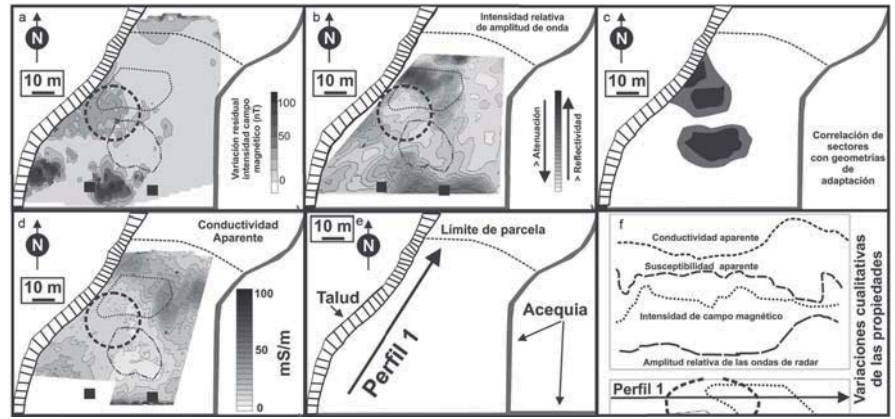 a
N
10 m
Variación residual
intensidad campo
magnético (nT)
100
50
0
b
N
10 m
Intensidad relativa
de amplitud de onda
> Atenuación
> Reflectividad
c
N
10 m
Correlación de
sectores
con geometrías
de
adaptación
d
N
10 m
Conductividad
Aparente
100
50
0
mS/m
e
10 m
N
Límite de parcela
Talud
Perfil 1
Acequia
f
Conductividad aparente
Susceptibilidad aparente
Intensidad de campo magnético
Amplitud relativa de las ondas de radar
Perfil 1
Variaciones cualitativas
de las propiedades